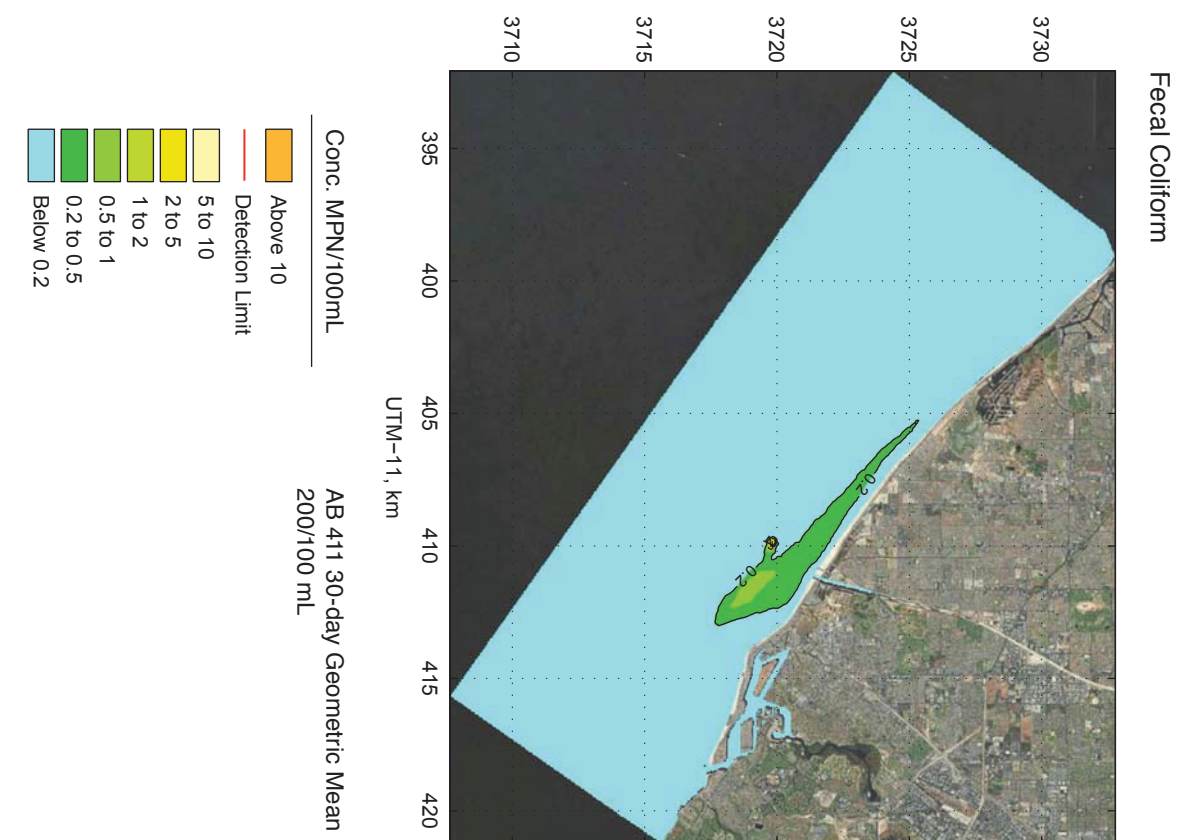 Fecal Coliform
3730
3725
3720
3715
3710
395
400
405
410
415
420
UTM−11, km
0.2
0.2
Conc. MPN/100mL
Above 10
Detection Limit
5 to 10
2 to 5
1 to 2
0.5 to 1
0.2 to 0.5
Below 0.2
AB 411 30-day Geometric Mean
200/100 mL